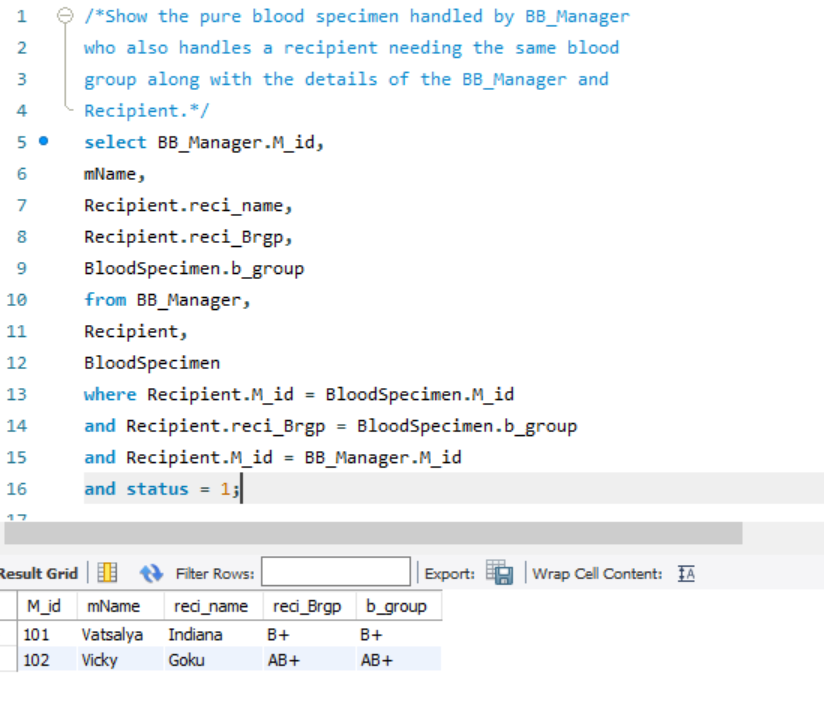 1 /*Show the pure blood specimen handled by BB_Manager
2 who also handles a recipient needing the same blood
3 group along with the details of the BB_Manager and
4 Recipient.*/
5 select BB_Manager.M_id,
6 mName,
7 Recipient.reci_name,
8 Recipient.reci_Brgp,
9 BloodSpecimen.b_group
10 from BB_Manager,
11 Recipient,
12 BloodSpecimen
13 where Recipient.M_id = BloodSpecimen.M_id
14 and Recipient.reci_Brgp = BloodSpecimen.b_group
15 and Recipient.M_id = BB_Manager.M_id
16 and status = 1;
17
Result Grid Filter Rows: Export: Wrap Cell Content: IA
M_id mName reci_name reci_Brgp b_group
101 Vatsalya Indiana B+ B+
102 Vicky Goku AB+ AB+